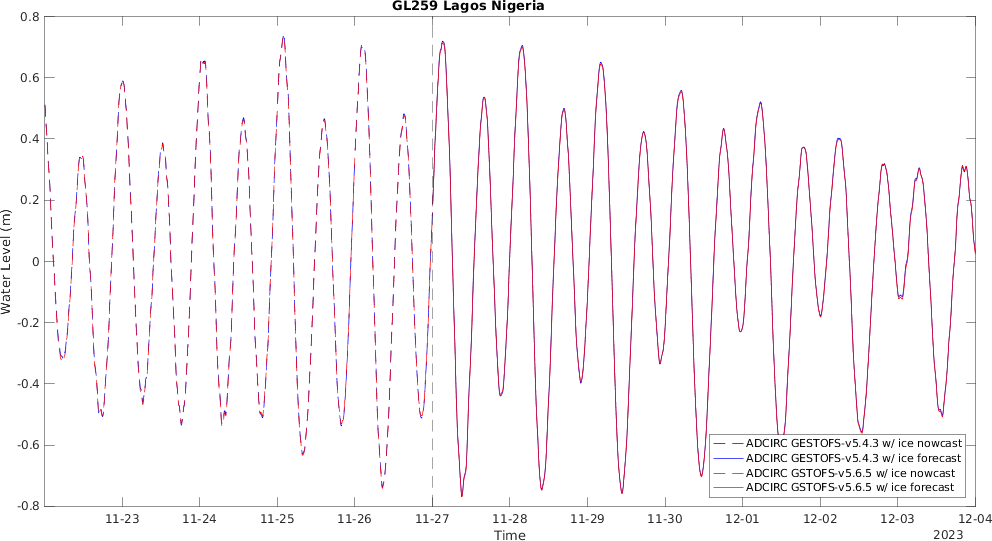 GL259 Lagos Nigeria
Water Level (m)
0.8
0.6
0.4
0.2
0
-0.2
-0.4
-0.6
-0.8
ADCIRC GESTOFS-v5.4.3 w/ ice nowcast
ADCIRC GESTOFS-v5.4.3 w/ ice forecast
ADCIRC GSTOFS-v5.6.5 w/ ice nowcast
ADCIRC GSTOFS-v5.6.5 w/ ice forecast
11-23 11-24 11-25 11-26 11-27 11-28 11-29 11-30 12-01 12-02 12-03 12-04
Time
2023